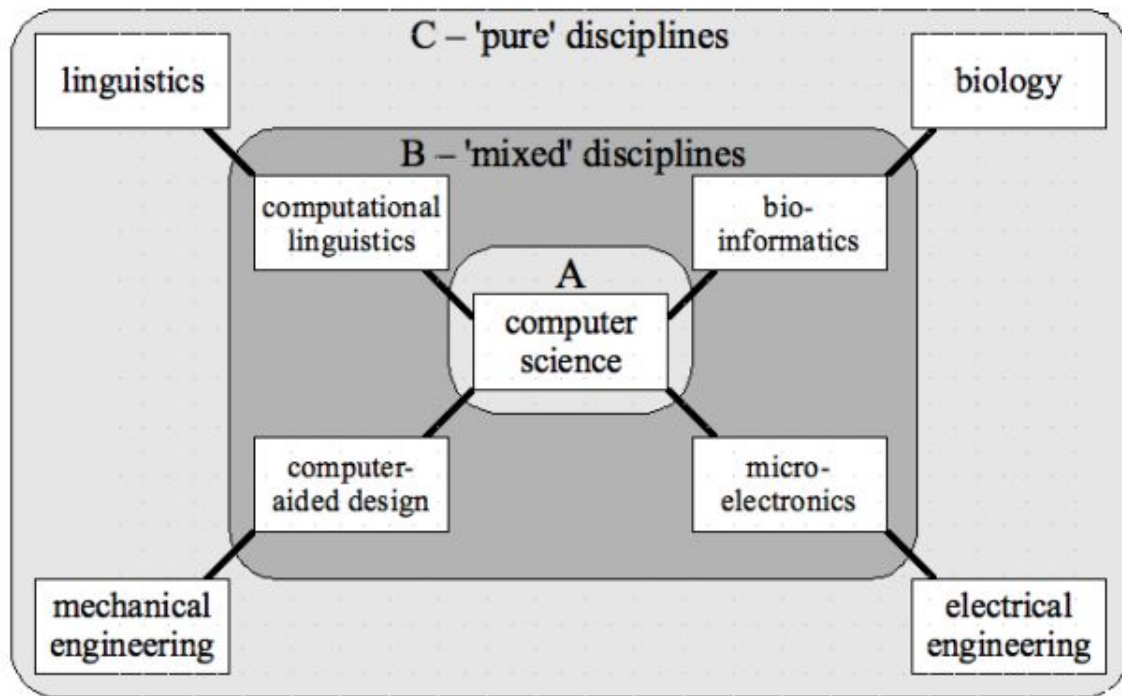 C – 'pure' disciplines
linguistics
biology
B – 'mixed' disciplines
computational
linguistics
bio-
informatics
A
computer
science
computer-
aided design
micro-
electronics
mechanical
engineering
electrical
engineering